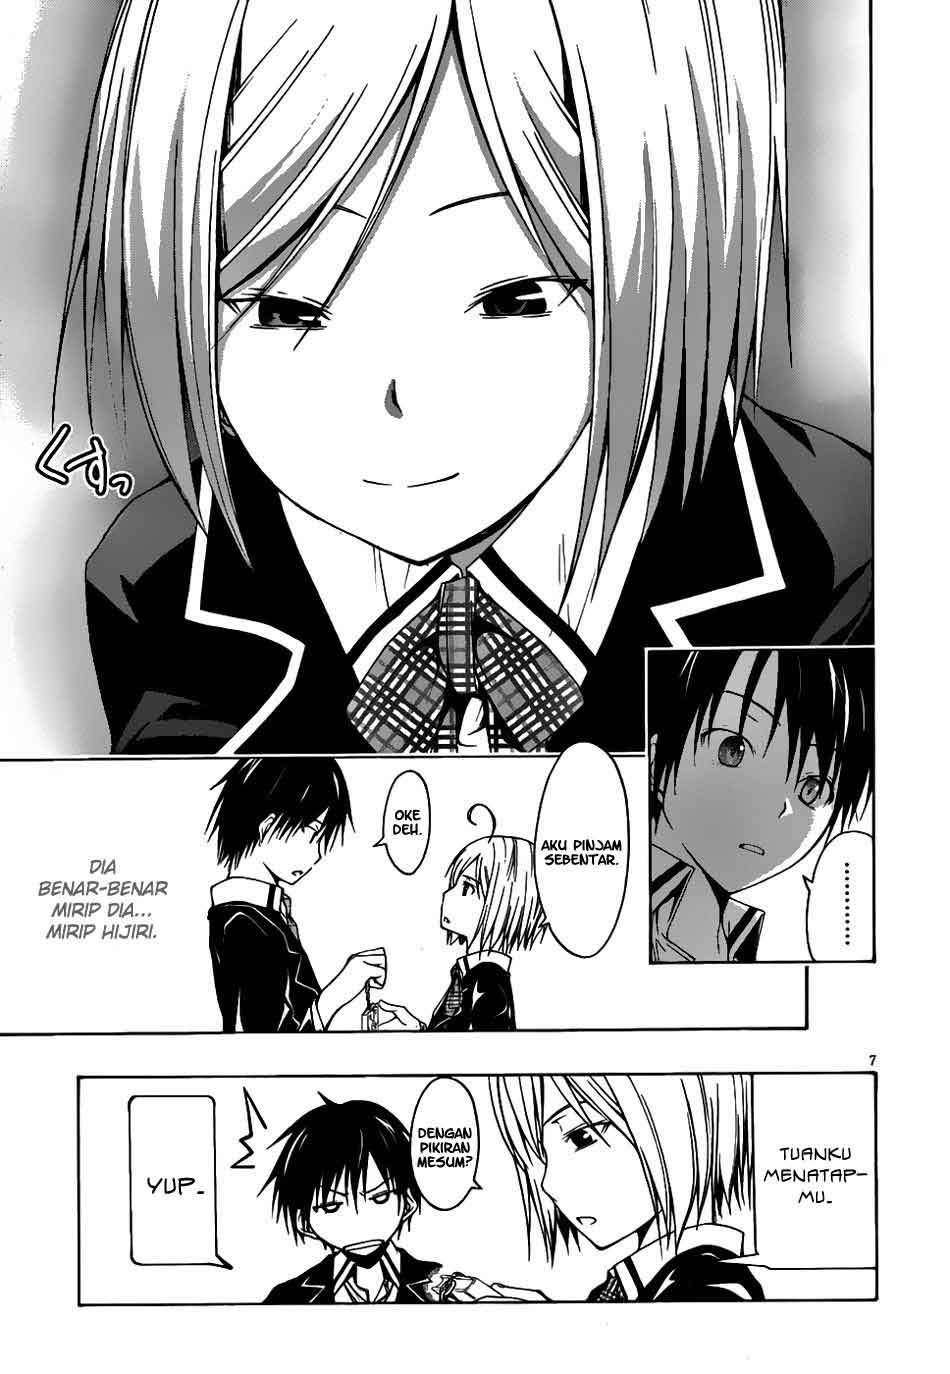 くすっ
.........
AKU PINJAM
SEBENTAR.
OKE
DEH.
DIA
BENAR-BENAR
MIRIP DIA...
MIRIP HIJIRI.
7
TUANKU
MENATAP-
MU.
DENGAN
PIKIRAN
MESUM?
YUP.